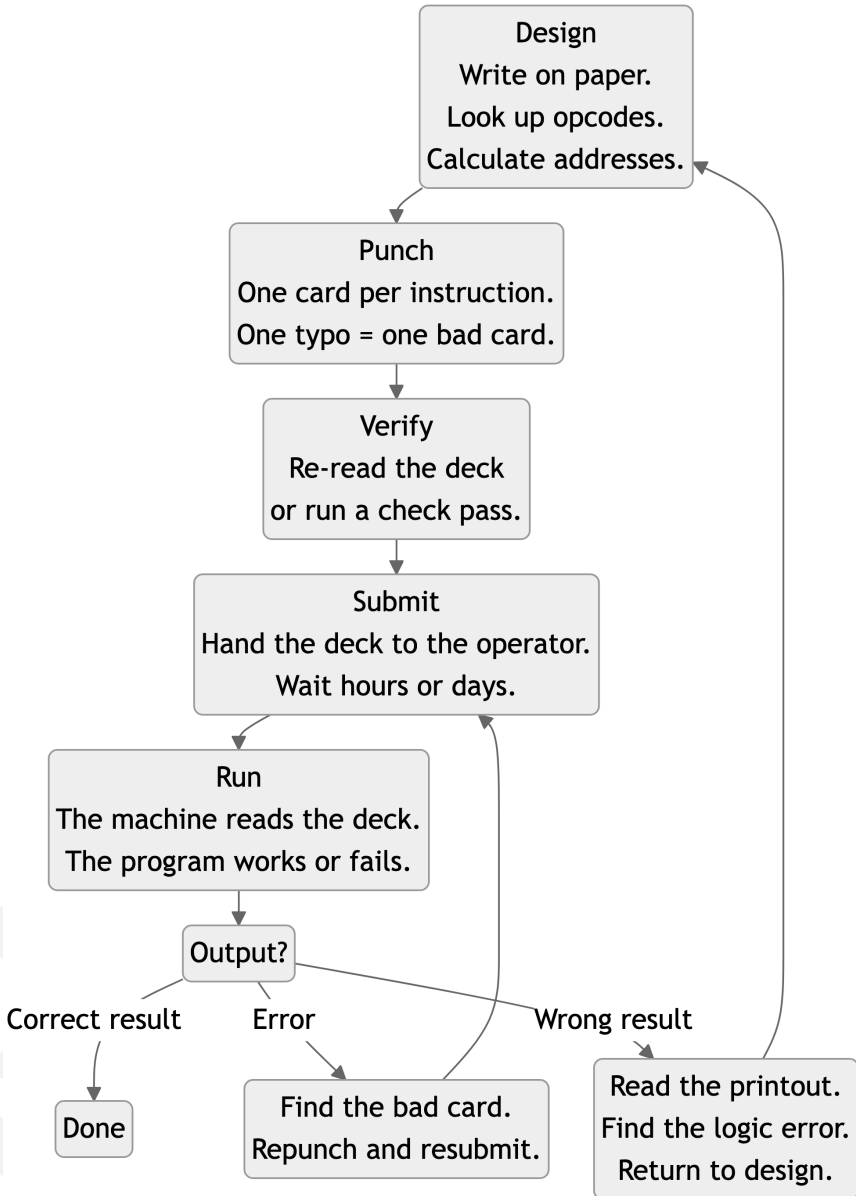 Design
Write on paper.
Look up opcodes.
Calculate addresses.
Punch
One card per instruction.
One typo = one bad card.
Verify
Re-read the deck
or run a check pass.
Submit
Hand the deck to the operator.
Wait hours or days.
Run
The machine reads the deck.
The program works or fails.
Output?
Correct result
Error
Wrong result
Done
Find the bad card.
Repunch and resubmit.
Read the printout.
Find the logic error.
Return to design.